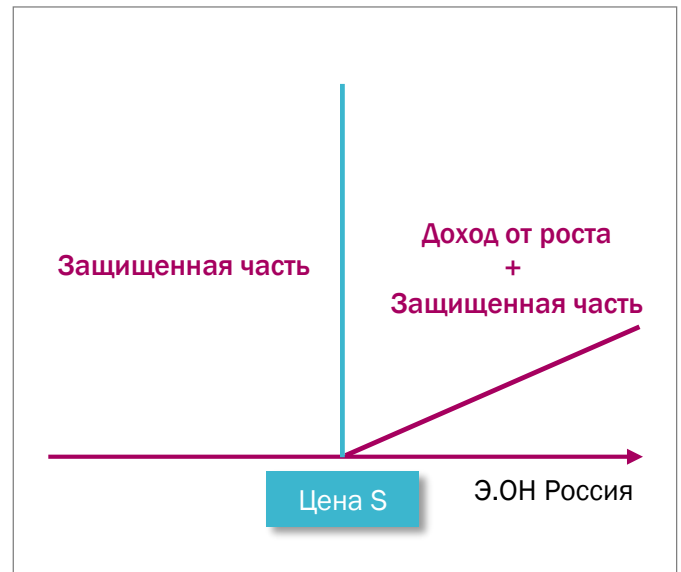 Защищенная часть
Доход от роста
+
Защищенная часть
Цена S
Э.ОН Россия